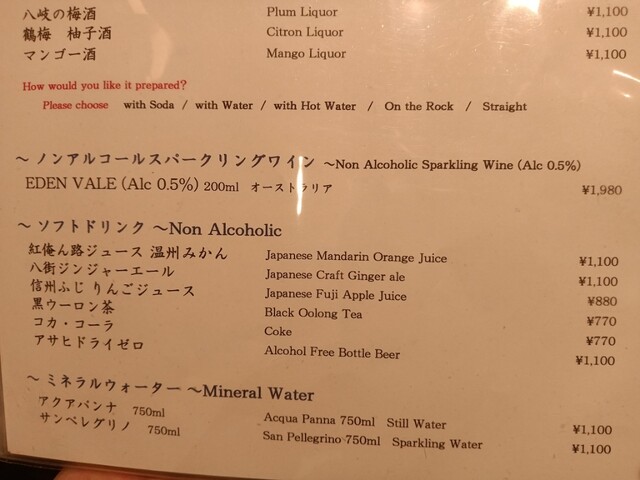 八岐の梅酒 Plum Liquor ¥1,100
鶴梅 柚子酒 Citron Liquor ¥1,100
マンゴー酒 Mango Liquor ¥1,100
How would you like it prepared?
Please choose with Soda / with Water / with Hot Water / On the Rock / Straight
～ ノンアルコールスパークリングワイン ～Non Alcoholic Sparkling Wine (Alc 0.5%)
EDEN VALE (Alc 0.5%) 200ml オーストラリア ¥1,980
～ ソフトドリンク ～Non Alcoholic
紅俺ん路ジュース 温州みかん Japanese Mandarin Orange Juice ¥1,100
八街ジンジャーエール Japanese Craft Ginger ale ¥1,100
信州ふじ りんごジュース Japanese Fuji Apple Juice ¥880
黒ウーロン茶 Black Oolong Tea ¥770
コカ・コーラ Coke ¥770
アサヒドライゼロ Alcohol Free Bottle Beer ¥1,100
～ ミネラルウォーター ～Mineral Water
アクアパンナ 750ml Acqua Panna 750ml Still Water ¥1,100
サンペレグリノ 750ml San Pellegrino 750ml Sparkling Water ¥1,100